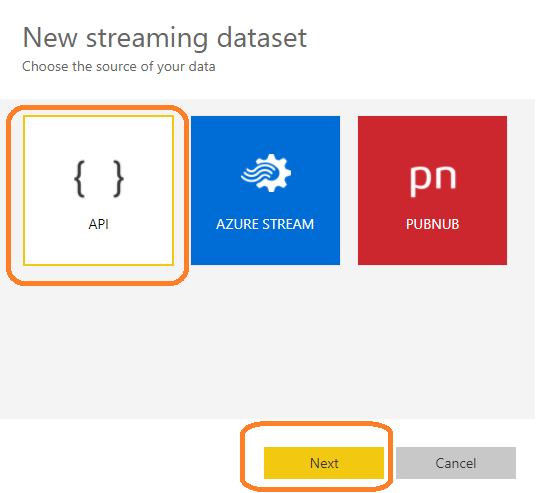 New streaming dataset
Choose the source of your data
{ }
pn
API
AZURE STREAM
PUBNUB
Next
Cancel